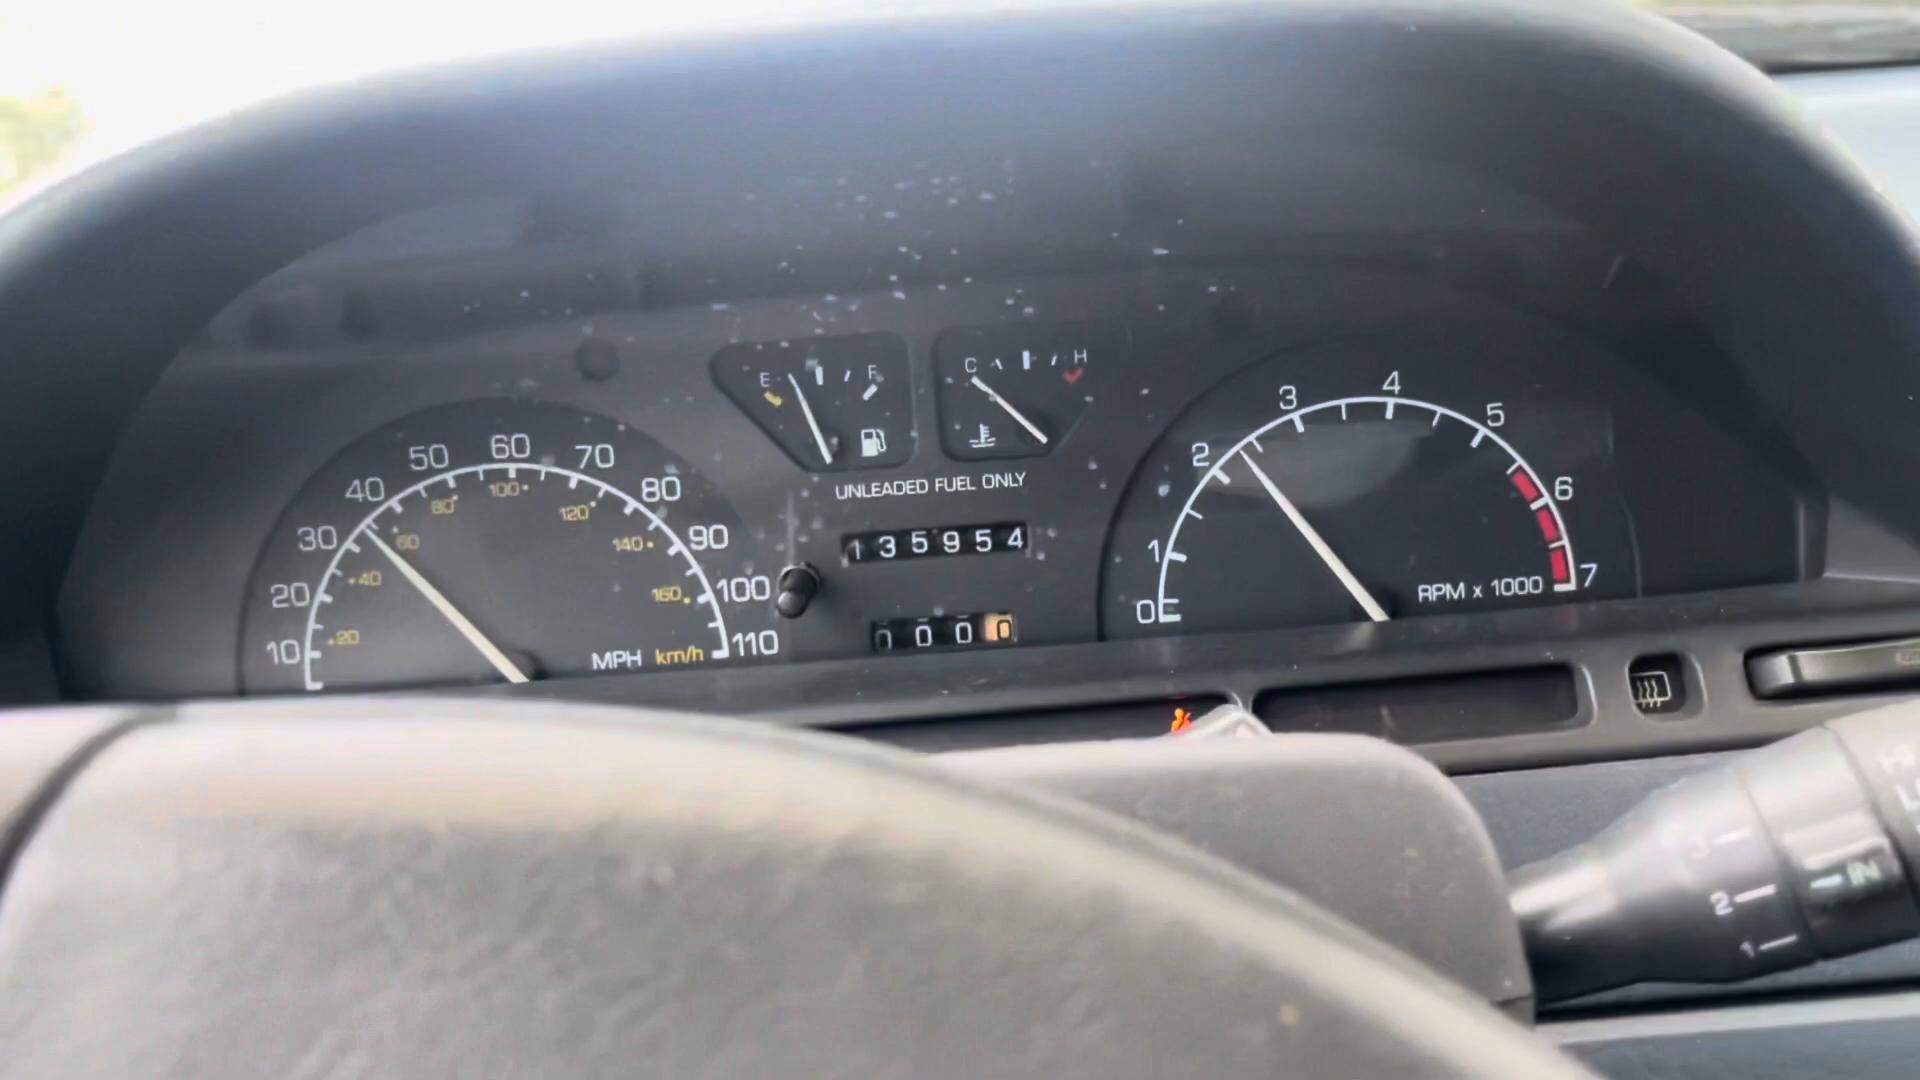 E F
C H
UNLEADED FUEL ONLY
135954
0000
10 20 30 40 50 60 70 80 90 100 110
20 40 60 80 100 120 140 160
MPH km/h
0 1 2 3 4 5 6 7
RPM x 1000
HI
IN
2
1